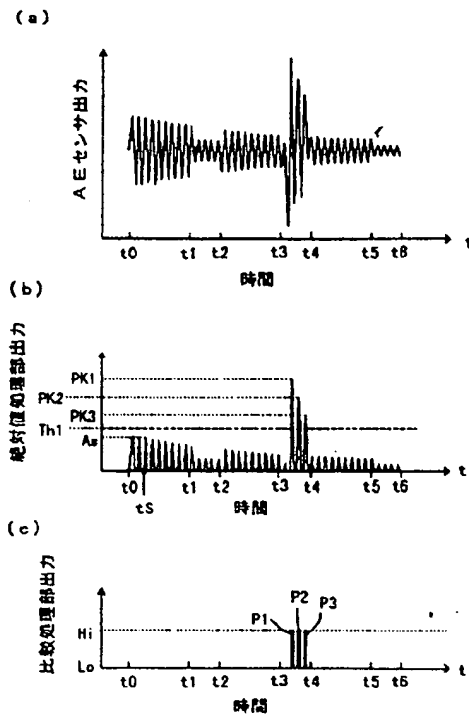 (a)
AEセンサ出力
t0 t1 t2 t3 t4 t5 t6 t
時間
(b)
絶対値処理部出力
PK1
PK2
PK3
Th1
As
t0 tS t1 t2 t3 t4 t5 t6 t
時間
(c)
比較処理部出力
P1 P2 P3
Hi
Lo
t0 t1 t2 t3 t4 t5 t6 t
時間